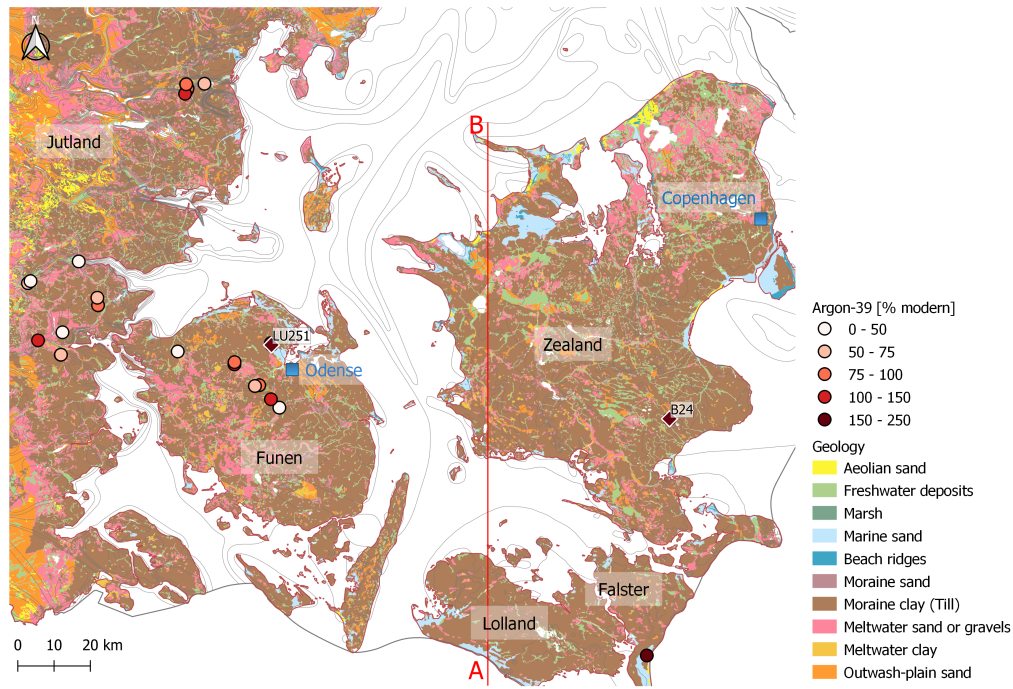 N
Jutland
B
Copenhagen
LU251
Odense
Zealand
B24
Funen
Falster
Lolland
A
0 10 20 km
Argon-39 [% modern]
0 - 50
50 - 75
75 - 100
100 - 150
150 - 250
Geology
Aeolian sand
Freshwater deposits
Marsh
Marine sand
Beach ridges
Moraine sand
Moraine clay (Till)
Meltwater sand or gravels
Meltwater clay
Outwash-plain sand